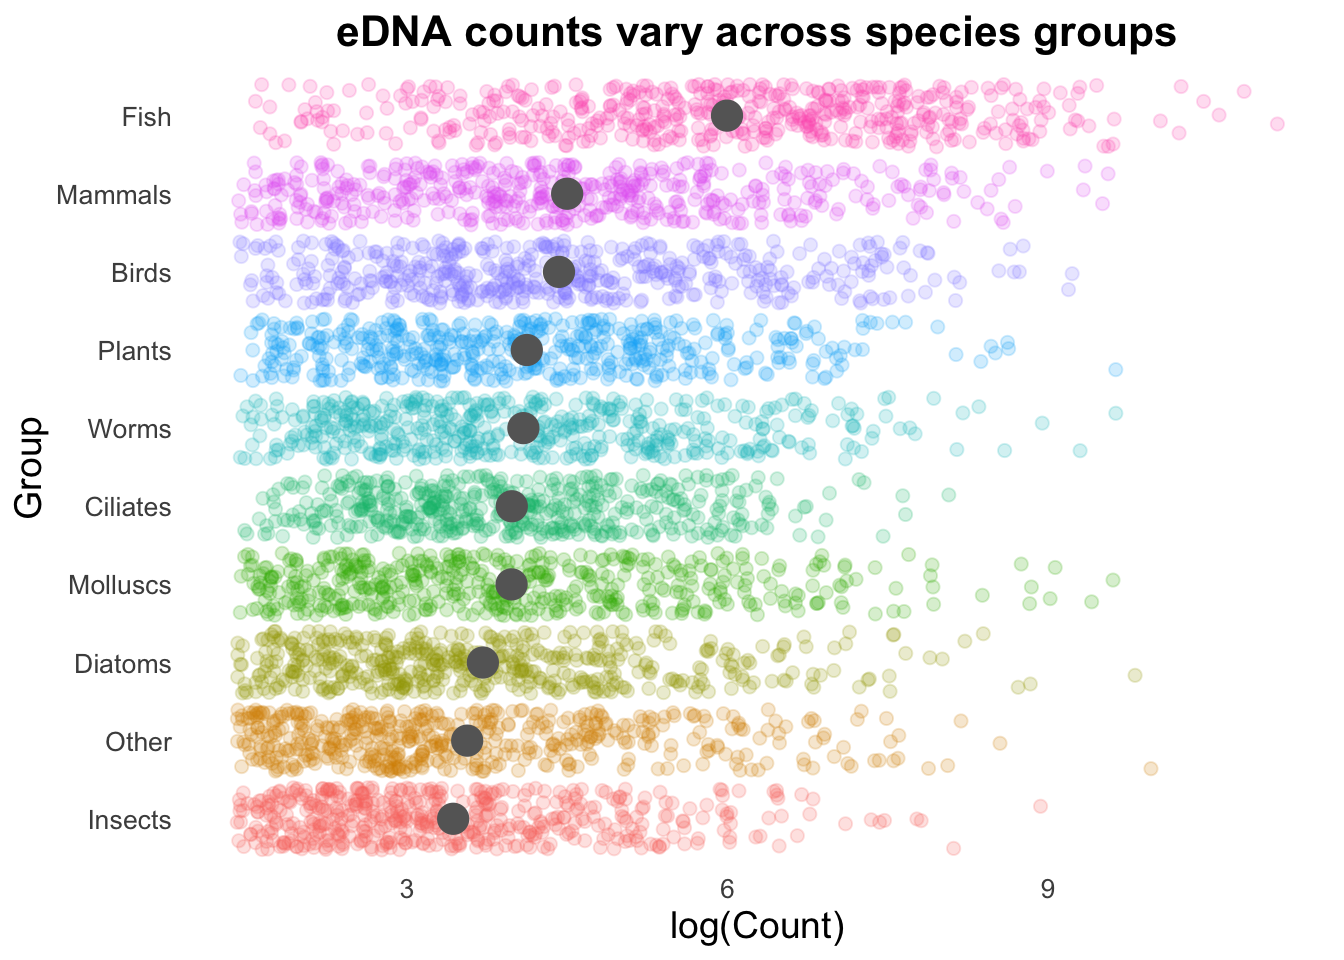 eDNA counts vary across species groups
Group
Fish
Mammals
Birds
Plants
Worms
Ciliates
Molluscs
Diatoms
Other
Insects
3 6 9
log(Count)